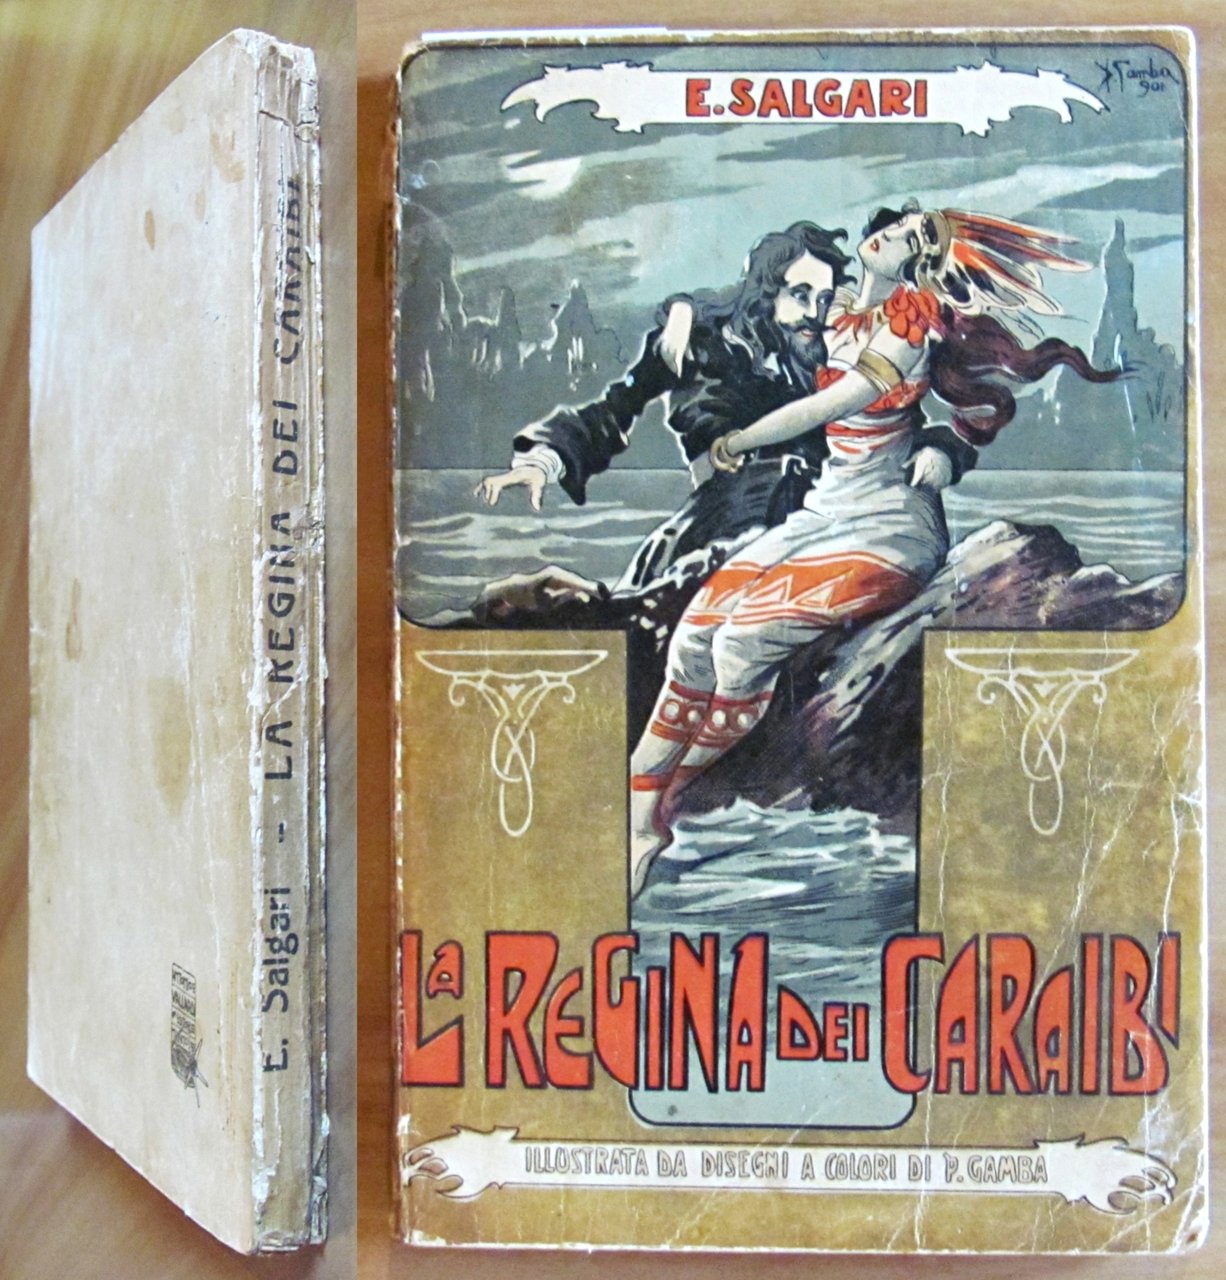 E. Salgari -- LA REGINA DEI CARAIBI
E. SALGARI
P. Gamba
901
LA REGINA DEI CARAIBI
ILLUSTRATA DA DISEGNI A COLORI DI P. GAMBA